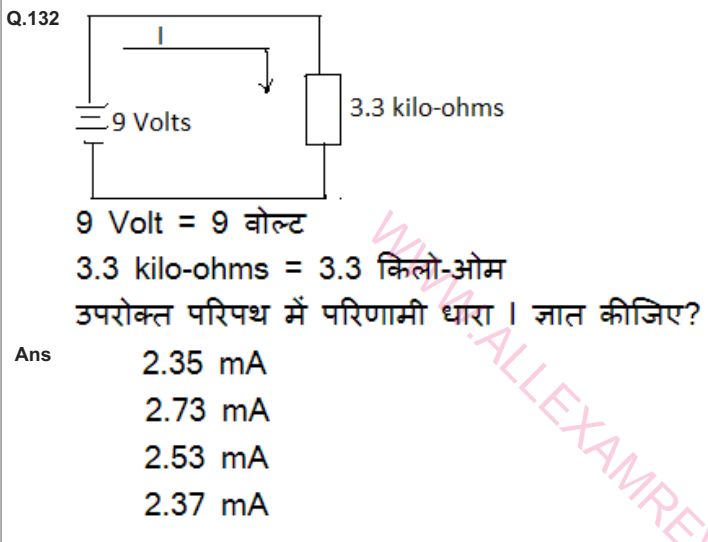 Q.132
I
9 Volts
3.3 kilo-ohms
9 Volt = 9 वोल्ट
3.3 kilo-ohms = 3.3 किलो-ओम
उपरोक्त परिपथ में परिणामी धारा I ज्ञात कीजिए?
Ans
2.35 mA
2.73 mA
2.53 mA
2.37 mA
WWW.ALLEXAMRE